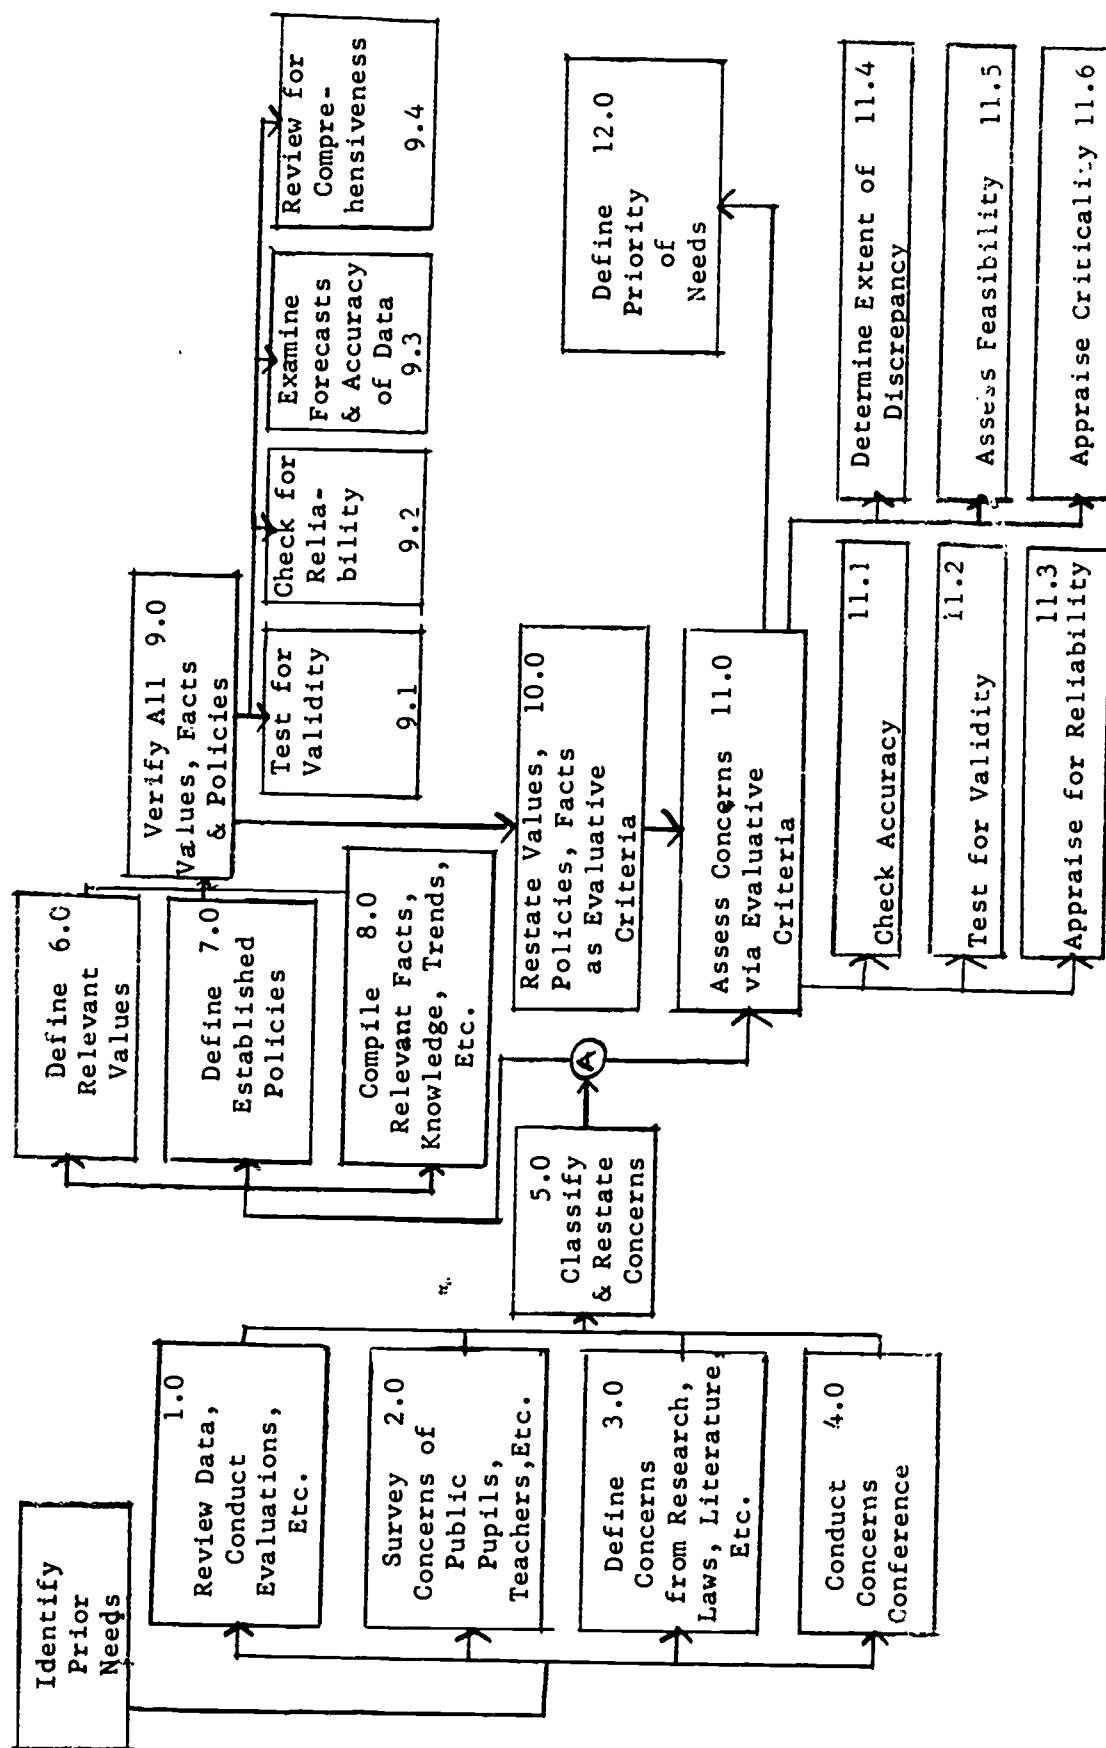 Identify
Prior
Needs
1.0
Review Data,
Conduct
Evaluations,
Etc.
Survey 2.0
Concerns of
Public
Pupils,
Teachers,Etc.
Define 3.0
Concerns
from Research,
Laws, Literature,
Etc.
Conduct 4.0
Concerns
Conference
5.0
Classify
& Restate
Concerns
A
Define 6.0
Relevant
Values
Define 7.0
Established
Policies
Compile 8.0
Relevant Facts,
Knowledge, Trends,
Etc.
Verify All 9.0
Values, Facts
& Policies
Test for
Validity
9.1
Check for
Relia-
bility
9.2
Examine
Forecasts
& Accuracy
of Data
9.3
Review for
Compre-
hensiveness
9.4
Restate Values, 10.0
Policies, Facts
as Evaluative
Criteria
Assess Concerns 11.0
via Evaluative
Criteria
Define 12.0
Priority
of
Needs
Check Accuracy 11.1
Test for Validity 11.2
11.3
Appraise for Reliability
Determine Extent of 11.4
Discrepancy
Assess Feasibility 11.5
Appraise Criticality 11.6